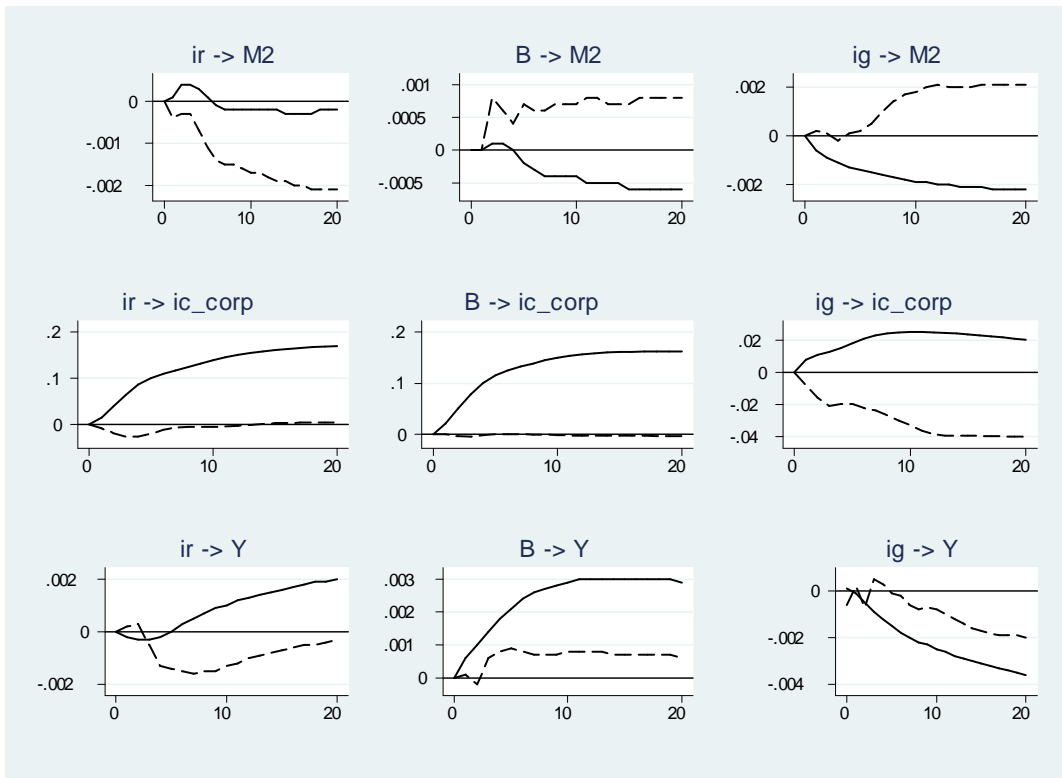 ir -> M2
B -> M2
ig -> M2
0
-.001
-.002
0 10 20
.001
.0005
0
-.0005
0 10 20
.002
0
-.002
0 10 20
ir -> ic_corp
B -> ic_corp
ig -> ic_corp
.2
.1
0
0 10 20
.2
.1
0
0 10 20
.02
0
-.02
-.04
0 10 20
ir -> Y
B -> Y
ig -> Y
.002
0
-.002
0 10 20
.003
.002
.001
0
0 10 20
0
-.002
-.004
0 10 20